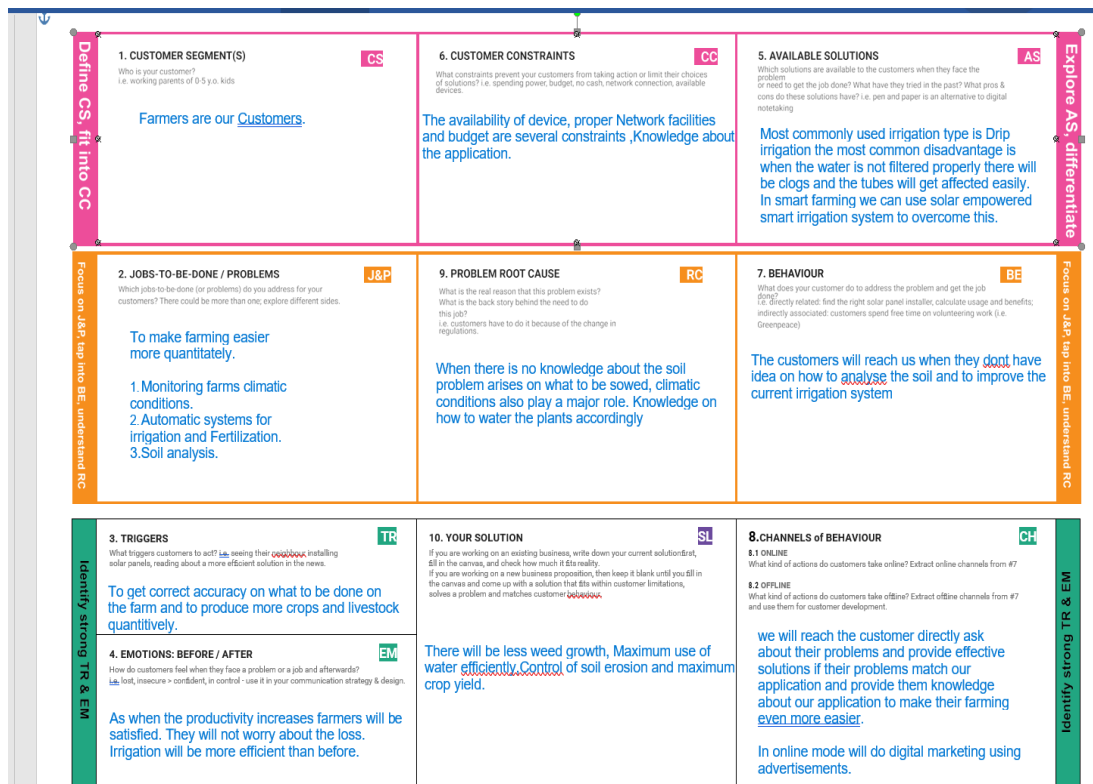 Define CS, fit into CC
1. CUSTOMER SEGMENT(S)
CS
Who is your customer?
i.e. working parents of 0-5 y.o. kids
Farmers are our Customers.
6. CUSTOMER CONSTRAINTS
CC
What constraints prevent your customers from taking action or limit their choices
of solutions? i.e. spending power, budget, no cash, network connection, available
devices.
The availability of device, proper Network facilities
and budget are several constraints ,Knowledge about
the application.
5. AVAILABLE SOLUTIONS
AS
Which solutions are available to the customers when they face the
problem
or need to get the job done? What have they tried in the past? What pros &
cons do these solutions have? i.e. pen and paper is an alternative to digital
notetaking
Most commonly used irrigation type is Drip
irrigation the most common disadvantage is
when the water is not filtered properly there will
be clogs and the tubes will get affected easily.
In smart farming we can use solar empowered
smart irrigation system to overcome this.
Explore AS, differentiate
Focus on J&P, tap into BE, understand RC
2. JOBS-TO-BE-DONE / PROBLEMS
J&P
Which jobs-to-be-done (or problems) do you address for your
customers? There could be more than one; explore different sides.
To make farming easier
more quantitately.
1. Monitoring farms climatic
conditions.
2. Automatic systems for
irrigation and Fertilization.
3.Soil analysis.
9. PROBLEM ROOT CAUSE
RC
What is the real reason that this problem exists?
What is the back story behind the need to do
this job?
i.e. customers have to do it because of the change in
regulations.
When there is no knowledge about the soil
problem arises on what to be sowed, climatic
conditions also play a major role. Knowledge on
how to water the plants accordingly
7. BEHAVIOUR
BE
What does your customer do to address the problem and get the job
done?
i.e. directly related: find the right solar panel installer, calculate usage and benefits;
indirectly associated: customers spend free time on volunteering work (i.e.
Greenpeace)
The customers will reach us when they dont have
idea on how to analyse the soil and to improve the
current irrigation system
Focus on J&P, tap into BE, understand RC
Identify strong TR & EM
3. TRIGGERS
TR
What triggers customers to act? i.e. seeing their neighbour installing
solar panels, reading about a more efficient solution in the news.
To get correct accuracy on what to be done on
the farm and to produce more crops and livestock
quantitively.
4. EMOTIONS: BEFORE / AFTER
EM
How do customers feel when they face a problem or a job and afterwards?
i.e. lost, insecure > confident, in control - use it in your communication strategy & design.
As when the productivity increases farmers will be
satisfied. They will not worry about the loss.
Irrigation will be more efficient than before.
10. YOUR SOLUTION
SL
If you are working on an existing business, write down your current solution first,
fill in the canvas, and check how much it fits reality.
If you are working on a new business proposition, then keep it blank until you fill in
the canvas and come up with a solution that fits within customer limitations,
solves a problem and matches customer behaviour.
There will be less weed growth, Maximum use of
water efficiently,Control of soil erosion and maximum
crop yield.
8.CHANNELS of BEHAVIOUR
CH
8.1 ONLINE
What kind of actions do customers take online? Extract online channels from #7
8.2 OFFLINE
What kind of actions do customers take offline? Extract offline channels from #7
and use them for customer development.
we will reach the customer directly ask
about their problems and provide effective
solutions if their problems match our
application and provide them knowledge
about our application to make their farming
even more easier.
In online mode will do digital marketing using
advertisements.
Identify strong TR & EM